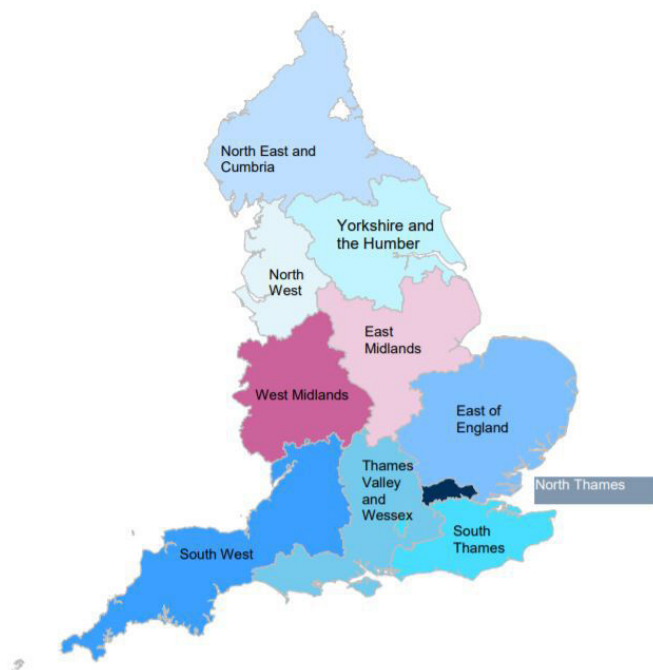 North East and
Cumbria
Yorkshire and
the Humber
North
West
East
Midlands
West Midlands
East of
England
Thames
Valley
and
Wessex
North Thames
South
Thames
South West